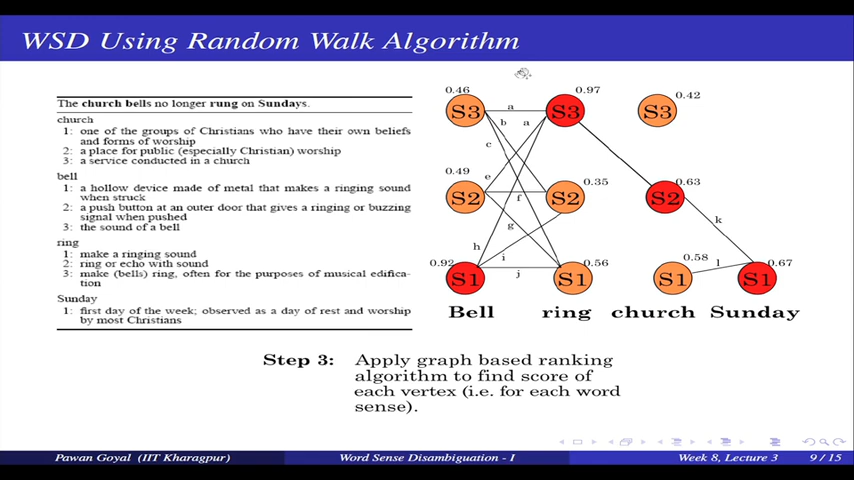 WSD Using Random Walk Algorithm
The church bells no longer rung on Sundays.
church
1: one of the groups of Christians who have their own beliefs
and forms of worship
2: a place for public (especially Christian) worship
3: a service conducted in a church
bell
1: a hollow device made of metal that makes a ringing sound
when struck
2: a push button at an outer door that gives a ringing or buzzing
signal when pushed
3: the sound of a bell
ring
1: make a ringing sound
2: ring or echo with sound
3: make (bells) ring, often for the purposes of musical edifica-
tion
Sunday
1: first day of the week; observed as a day of rest and worship
by most Christians
0.46 0.97 0.42
S3 a S3 S3
b a
c
0.49 e 0.35 0.63
S2 f S2 S2
g k
h
0.92 i 0.56 0.58 0.67
S1 j S1 S1 l S1
Bell ring church Sunday
Step 3: Apply graph based ranking
algorithm to find score of
each vertex (i.e. for each word
sense).
Pawan Goyal (IIT Kharagpur) Word Sense Disambiguation - I Week 8, Lecture 3 9 / 15